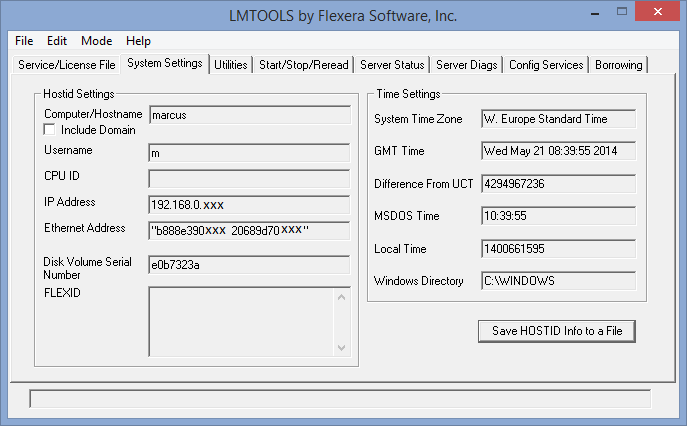 LMTOOLS by Flexera Software, Inc.
File Edit Mode Help
Service/License File System Settings Utilities Start/Stop/Reread Server Status Server Diags Config Services Borrowing
Hostid Settings
Computer/Hostname marcus
Include Domain
Username m
CPU ID
IP Address 192.168.0.xxx
Ethernet Address "b888e390xxx 20689d70xxx"
Disk Volume Serial
Number e0b7323a
FLEXID
Time Settings
System Time Zone W. Europe Standard Time
GMT Time Wed May 21 08:39:55 2014
Difference From UCT 4294967236
MSDOS Time 10:39:55
Local Time 1400661595
Windows Directory C:\WINDOWS
Save HOSTID Info to a File